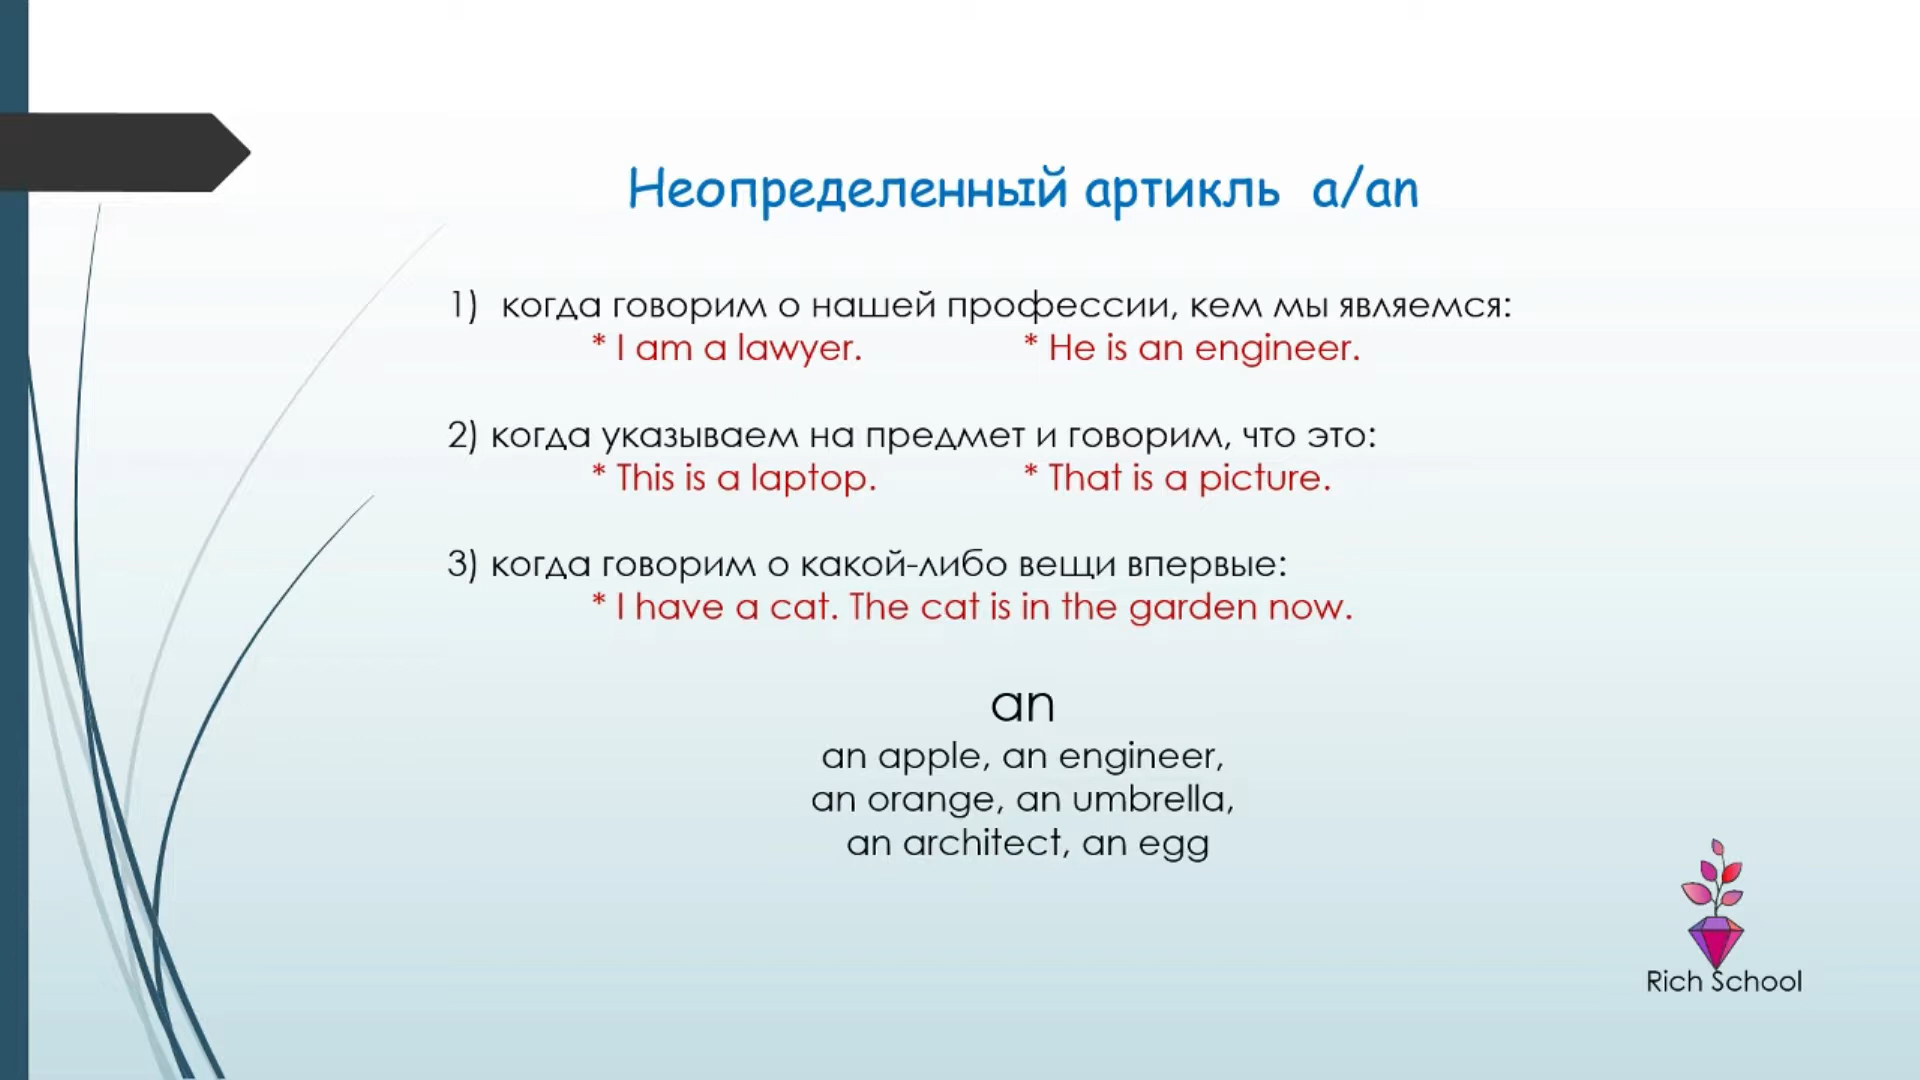 Неопределенный артикль a/an
1) когда говорим о нашей профессии, кем мы являемся:
* I am a lawyer. * He is an engineer.
2) когда указываем на предмет и говорим, что это:
* This is a laptop. * That is a picture.
3) когда говорим о какой-либо вещи впервые:
* I have a cat. The cat is in the garden now.
an
an apple, an engineer,
an orange, an umbrella,
an architect, an egg
Rich School